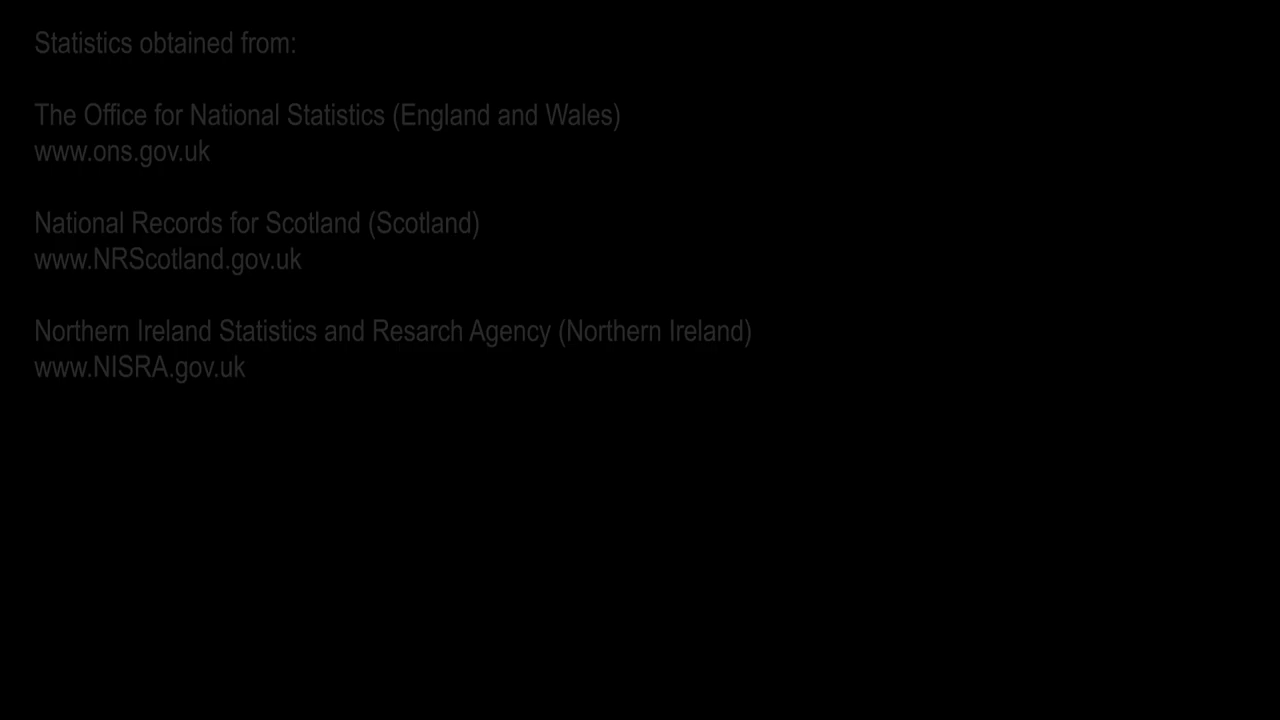 Statistics obtained from:
The Office for National Statistics (England and Wales)
www.ons.gov.uk
National Records for Scotland (Scotland)
www.NRScotland.gov.uk
Northern Ireland Statistics and Resarch Agency (Northern Ireland)
www.NISRA.gov.uk